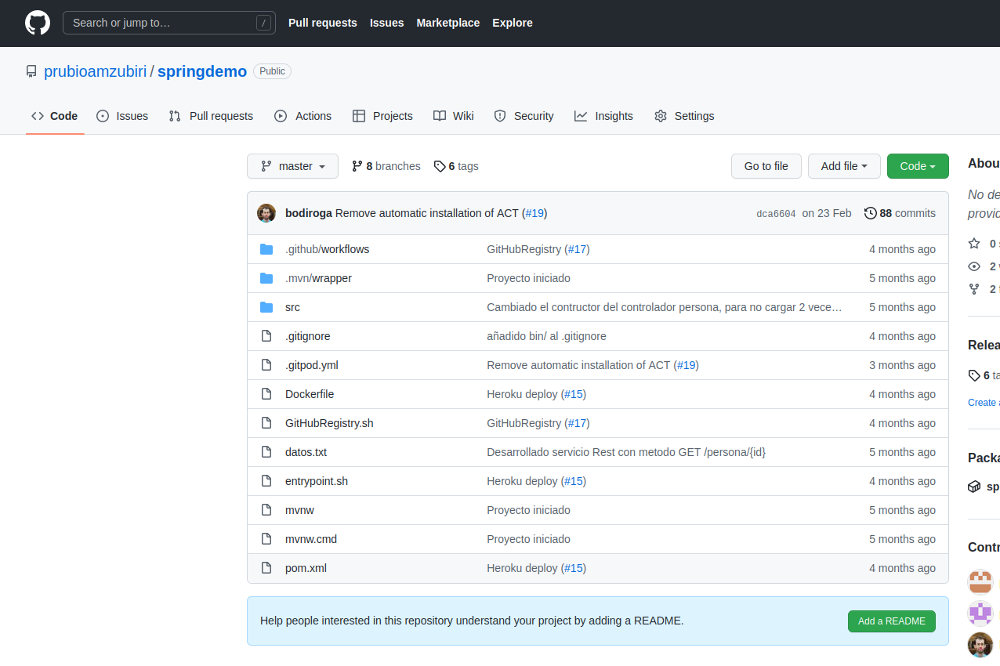 Search or jump to… /
Pull requests Issues Marketplace Explore
prubioamzubiri / springdemo Public
Code Issues Pull requests Actions Projects Wiki Security Insights Settings
master 8 branches 6 tags Go to file Add file Code
bodiroga Remove automatic installation of ACT (#19) dca6604 on 23 Feb 88 commits
.github/workflows GitHubRegistry (#17) 4 months ago
.mvn/wrapper Proyecto iniciado 5 months ago
src Cambiado el contructor del controlador persona, para no cargar 2 vece… 5 months ago
.gitignore añadido bin/ al .gitignore 4 months ago
.gitpod.yml Remove automatic installation of ACT (#19) 3 months ago
Dockerfile Heroku deploy (#15) 4 months ago
GitHubRegistry.sh GitHubRegistry (#17) 4 months ago
datos.txt Desarrollado servicio Rest con metodo GET /persona/{id} 5 months ago
entrypoint.sh Heroku deploy (#15) 4 months ago
mvnw Proyecto iniciado 5 months ago
mvnw.cmd Proyecto iniciado 5 months ago
pom.xml Heroku deploy (#15) 4 months ago
Help people interested in this repository understand your project by adding a README. Add a README
Abou
No de
provid
0
2
2
Relea
6 ta
Create
Packa
sp
Contr